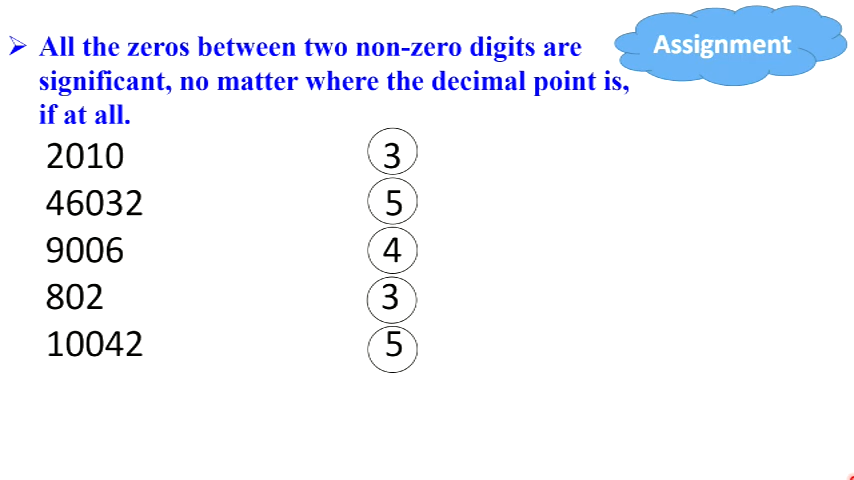 ➢ All the zeros between two non-zero digits are
significant, no matter where the decimal point is,
if at all.
Assignment
2010 3
46032 5
9006 4
802 3
10042 5